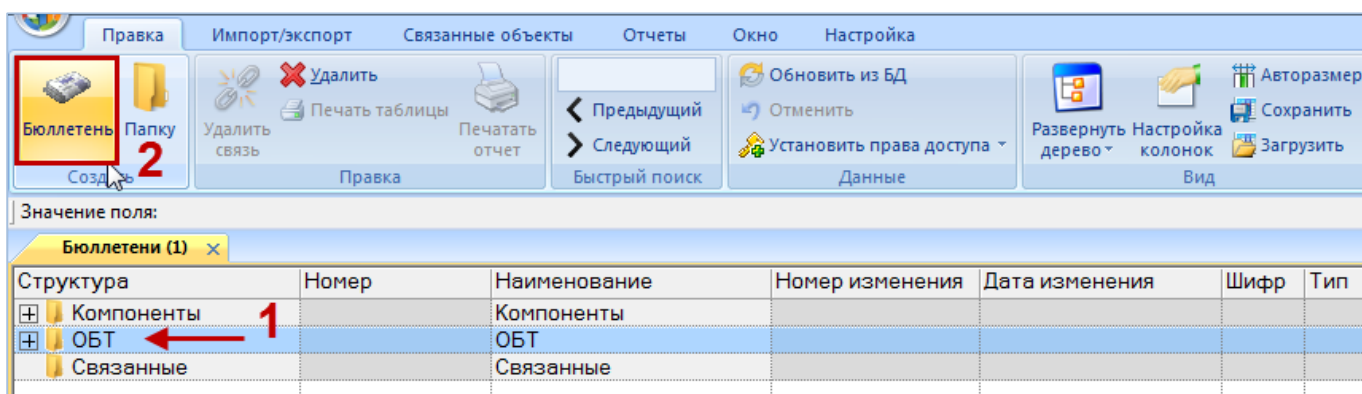 Правка Импорт/экспорт Связанные объекты Отчеты Окно Настройка
Бюллетень Папку
2
Создать
Удалить связь
Удалить
Печать таблицы
Печатать отчет
Правка
Предыдущий
Следующий
Быстрый поиск
Обновить из БД
Отменить
Установить права доступа
Данные
Развернуть дерево
Настройка колонок
Авторазмер
Сохранить
Загрузить
Вид
Значение поля:
Бюллетени (1)
Структура Номер Наименование Номер изменения Дата изменения Шифр Тип
Компоненты Компоненты
1
ОБТ ОБТ
Связанные Связанные